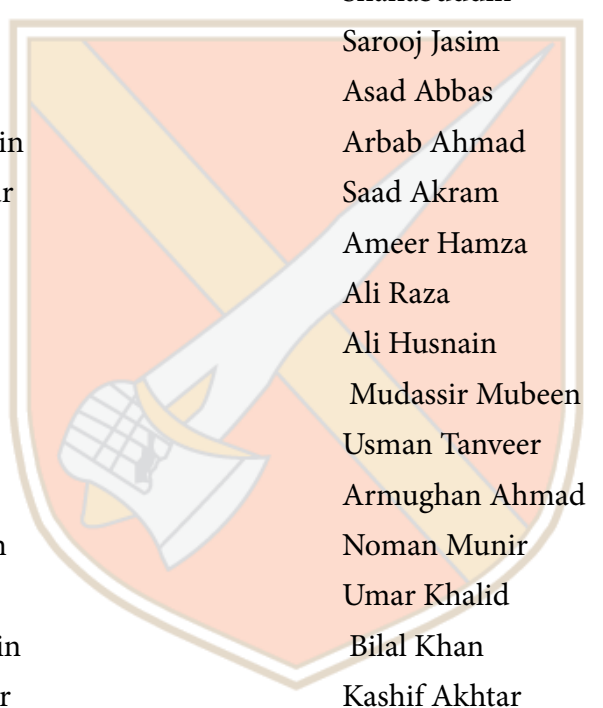 Sarooj Jasim
Asad Abbas
Arbab Ahmad
Saad Akram
Ameer Hamza
Ali Raza
Ali Husnain
Mudassir Mubeen
Usman Tanveer
Armughan Ahmad
Noman Munir
Umar Khalid
Bilal Khan
Kashif Akhtar